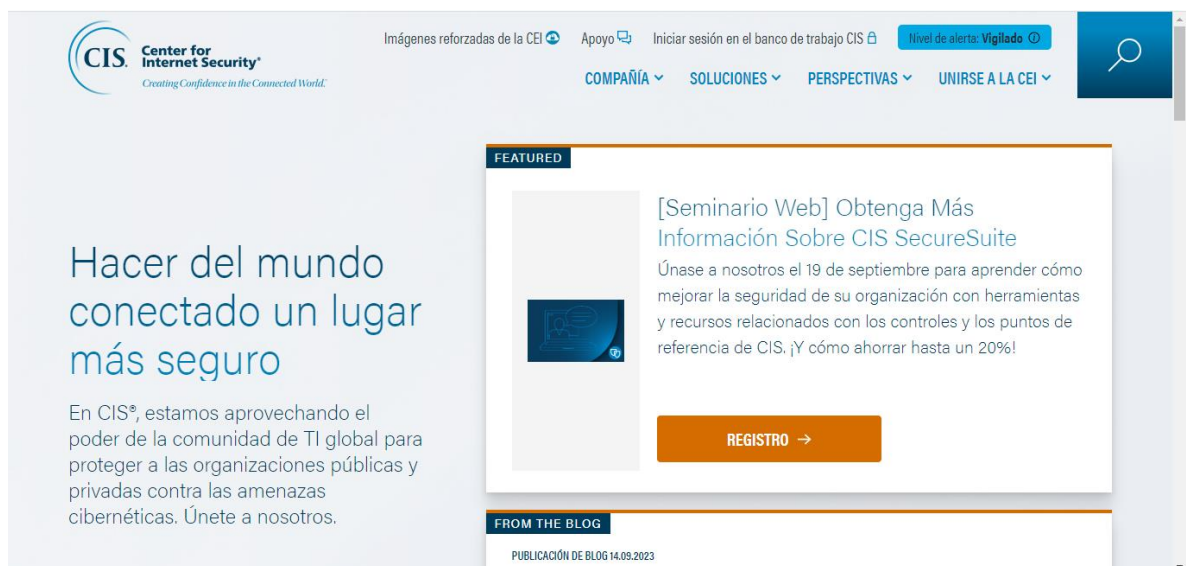 CIS. Center for
Internet Security®
Creating Confidence in the Connected World.™
Imágenes reforzadas de la CEI
Apoyo
Iniciar sesión en el banco de trabajo CIS
Nivel de alerta: Vigilado
COMPAÑÍA
SOLUCIONES
PERSPECTIVAS
UNIRSE A LA CEI
Hacer del mundo
conectado un lugar
más seguro
En CIS®, estamos aprovechando el
poder de la comunidad de TI global para
proteger a las organizaciones públicas y
privadas contra las amenazas
cibernéticas. Únete a nosotros.
FEATURED
[Seminario Web] Obtenga Más
Información Sobre CIS SecureSuite
Únase a nosotros el 19 de septiembre para aprender cómo
mejorar la seguridad de su organización con herramientas
y recursos relacionados con los controles y los puntos de
referencia de CIS. ¡Y cómo ahorrar hasta un 20%!
REGISTRO →
FROM THE BLOG
PUBLICACIÓN DE BLOG 14.09.2023